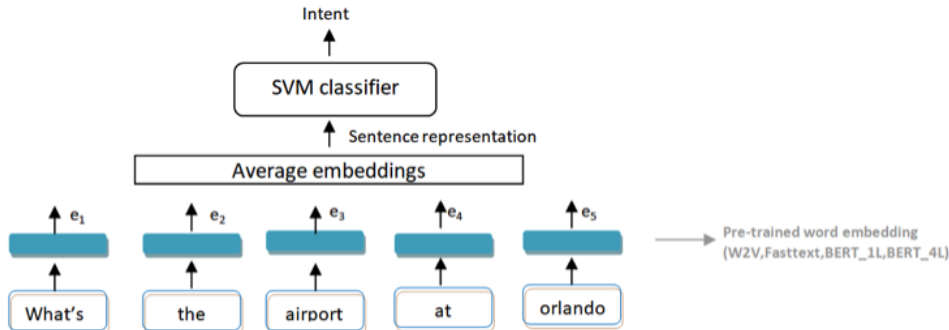 Intent
SVM classifier
Sentence representation
Average embeddings
e₁ e₂ e₃ e₄ e₅
Pre-trained word embedding
(W2V,Fasttext,BERT_1L,BERT_4L)
What's the airport at orlando